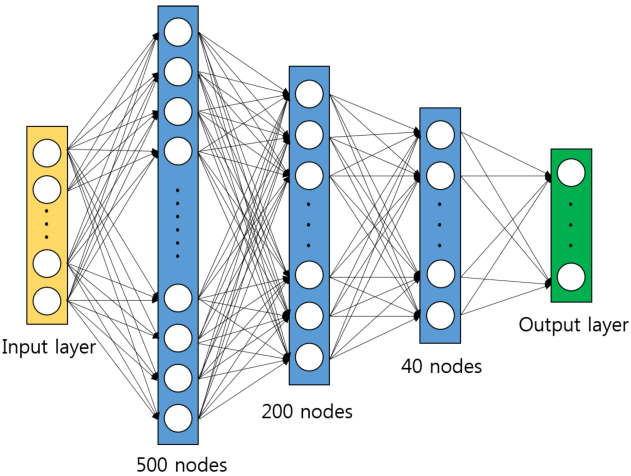 Input layer
500 nodes
200 nodes
40 nodes
Output layer